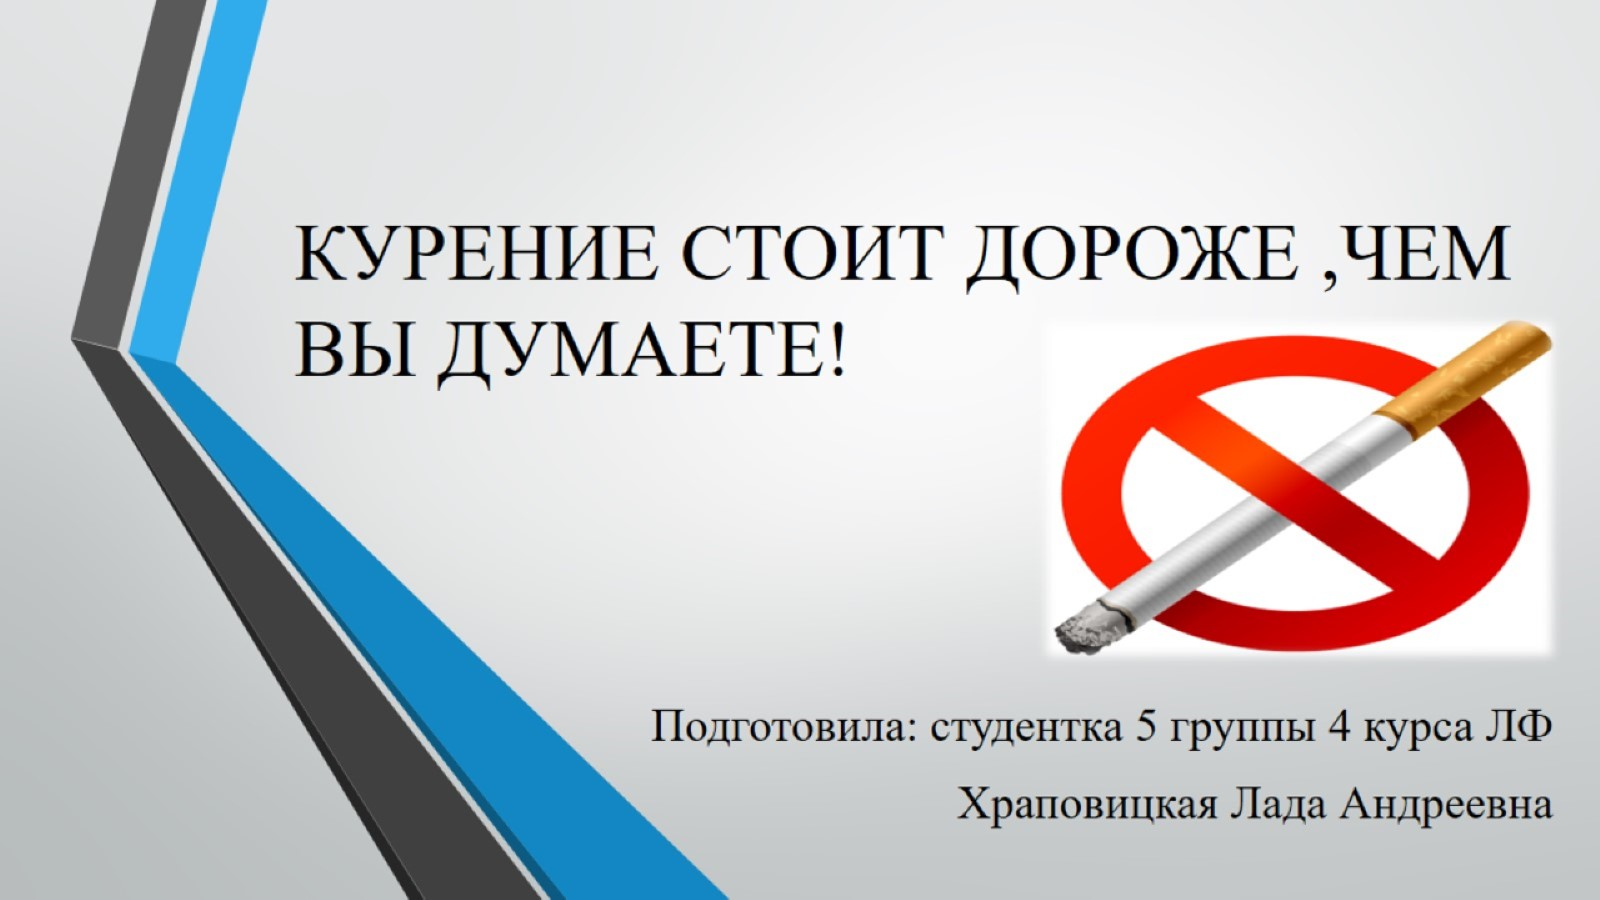 КУРЕНИЕ СТОИТ ДОРОЖЕ ,ЧЕМ
ВЫ ДУМАЕТЕ!
Подготовила: студентка 5 группы 4 курса ЛФ
Храповицкая Лада Андреевна